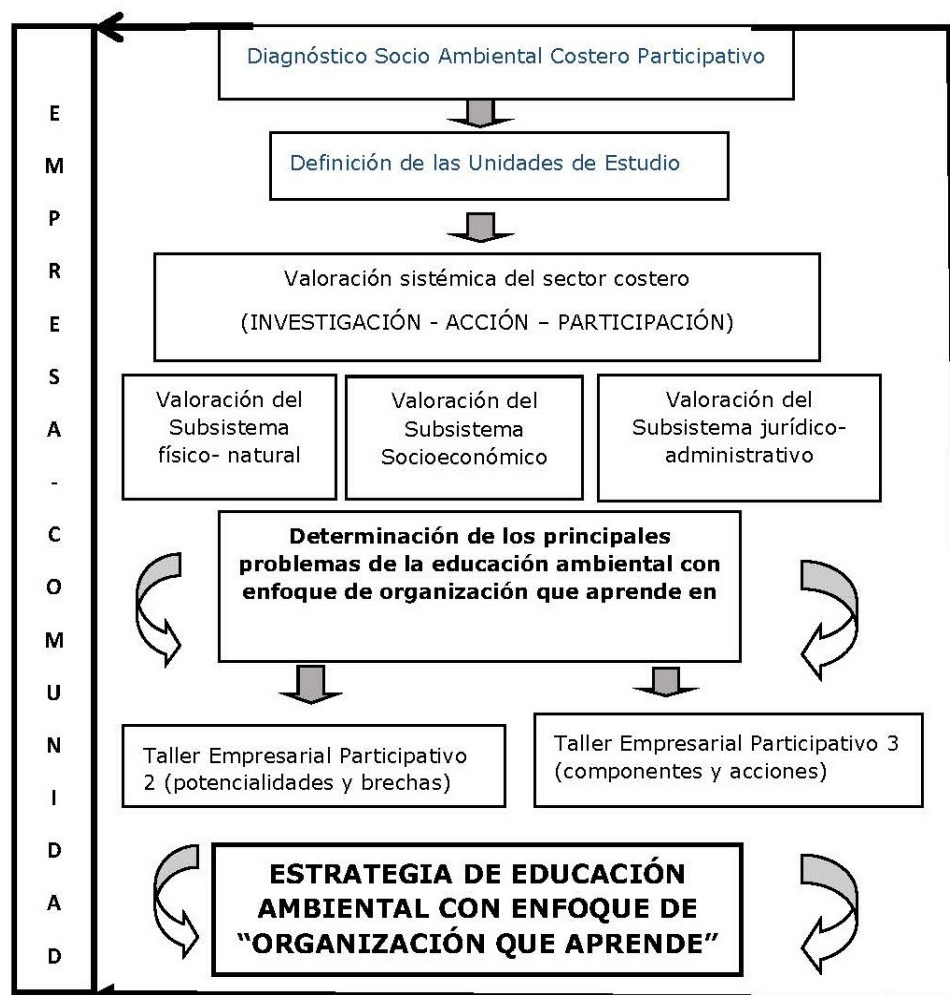 EMPRESA-COMUNIDAD
Diagnóstico Socio Ambiental Costero Participativo
Definición de las Unidades de Estudio
Valoración sistémica del sector costero
(INVESTIGACIÓN - ACCIÓN – PARTICIPACIÓN)
Valoración del
Subsistema
físico- natural
Valoración del
Subsistema
Socioeconómico
Valoración del
Subsistema jurídico-
administrativo
Determinación de los principales
problemas de la educación ambiental con
enfoque de organización que aprende en
Taller Empresarial Participativo
2 (potencialidades y brechas)
Taller Empresarial Participativo 3
(componentes y acciones)
ESTRATEGIA DE EDUCACIÓN
AMBIENTAL CON ENFOQUE DE
“ORGANIZACIÓN QUE APRENDE”